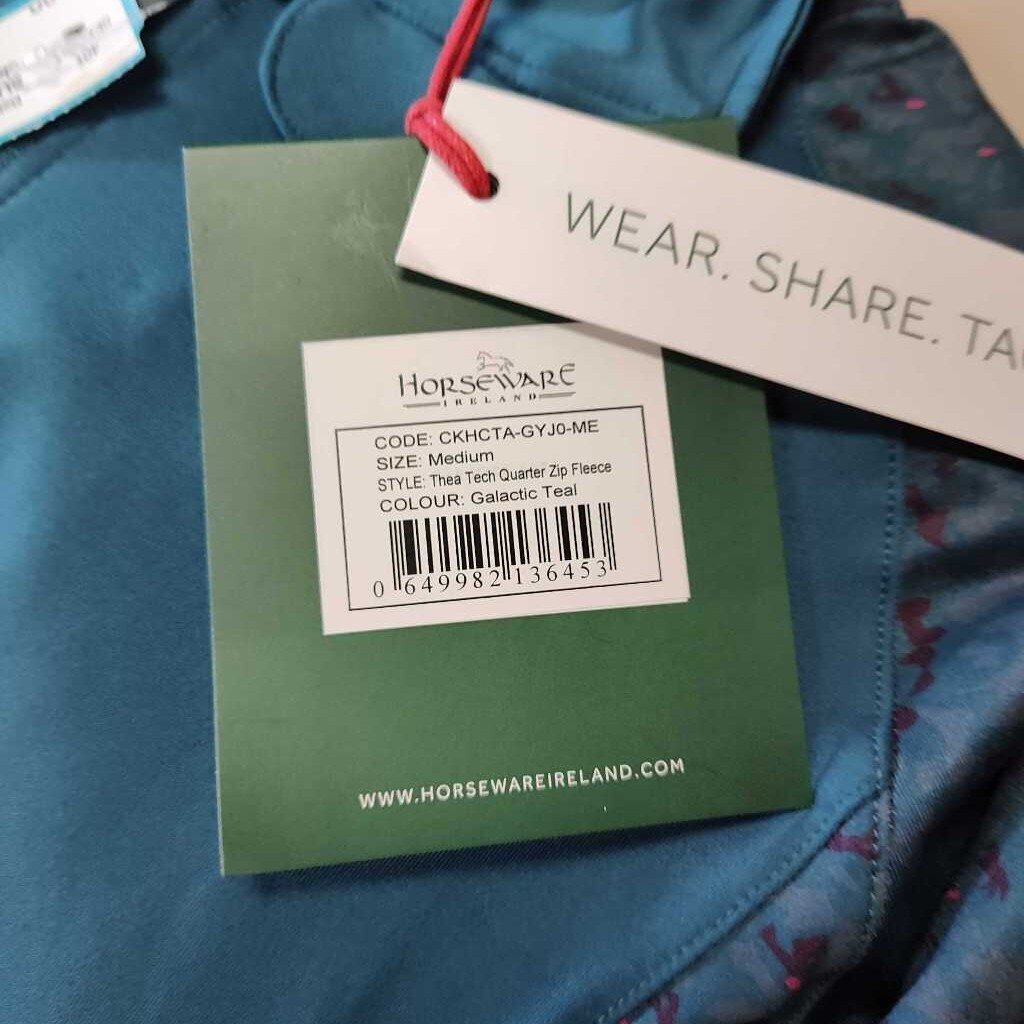 WEAR. SHARE.
HORSEWARE
IRELAND
CODE: CKHCTA-GYJ0-ME
SIZE: Medium
STYLE: Thea Tech Quarter Zip Fleece
COLOUR: Galactic Teal
0 649982 136453
WWW.HORSEWAREIRELAND.COM